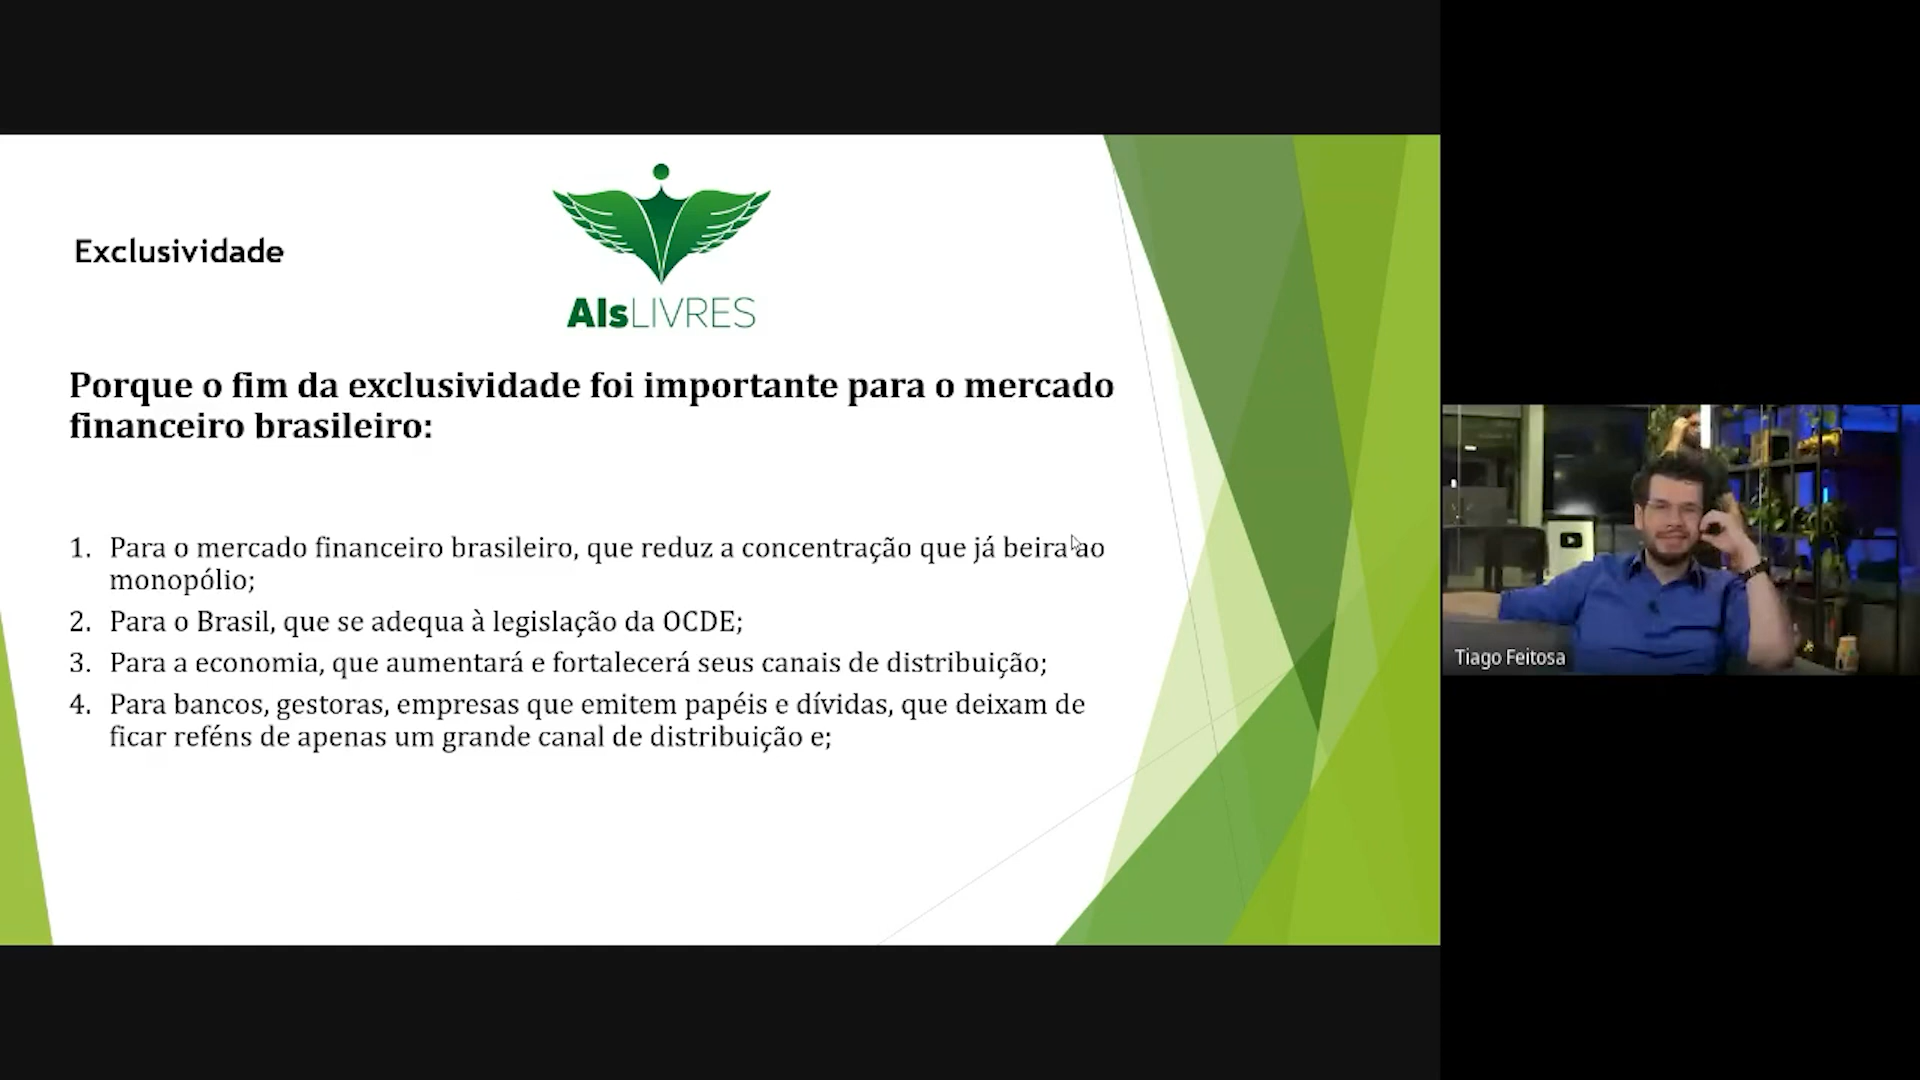 Exclusividade
AIsLIVRES
Porque o fim da exclusividade foi importante para o mercado
financeiro brasileiro:
1. Para o mercado financeiro brasileiro, que reduz a concentração que já beira ao
monopólio;
2. Para o Brasil, que se adequa à legislação da OCDE;
3. Para a economia, que aumentará e fortalecerá seus canais de distribuição;
4. Para bancos, gestoras, empresas que emitem papéis e dívidas, que deixam de
ficar reféns de apenas um grande canal de distribuição e;
Tiago Feitosa